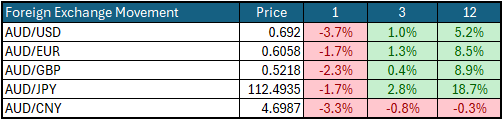 Foreign Exchange Movement Price 1 3 12
AUD/USD 0.692 -3.7% 1.0% 5.2%
AUD/EUR 0.6058 -1.7% 1.3% 8.5%
AUD/GBP 0.5218 -2.3% 0.4% 8.9%
AUD/JPY 112.4935 -1.7% 2.8% 18.7%
AUD/CNY 4.6987 -3.3% -0.8% -0.3%